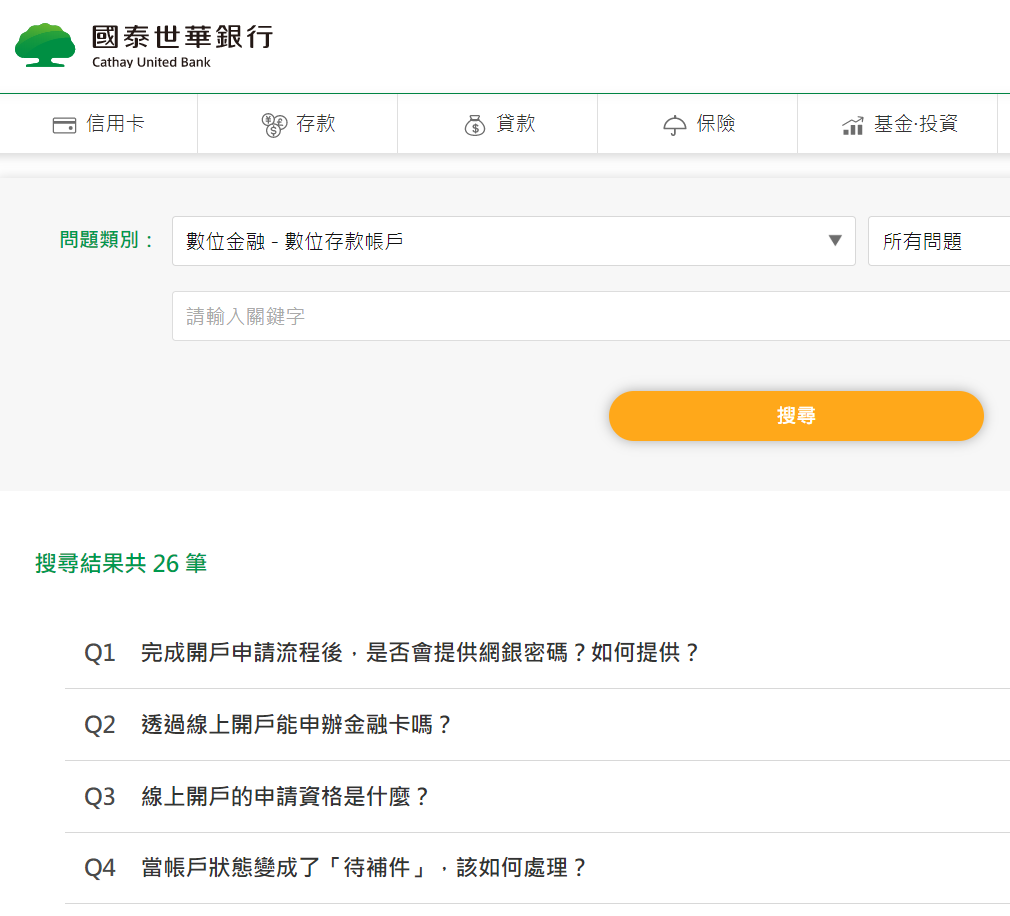 國泰世華銀行
Cathay United Bank
信用卡
存款
貸款
保險
基金·投資
問題類別：
數位金融 - 數位存款帳戶
所有問題
請輸入關鍵字
搜尋
搜尋結果共 26 筆
Q1 完成開戶申請流程後，是否會提供網銀密碼？如何提供？
Q2 透過線上開戶能申辦金融卡嗎？
Q3 線上開戶的申請資格是什麼？
Q4 當帳戶狀態變成了「待補件」，該如何處理？